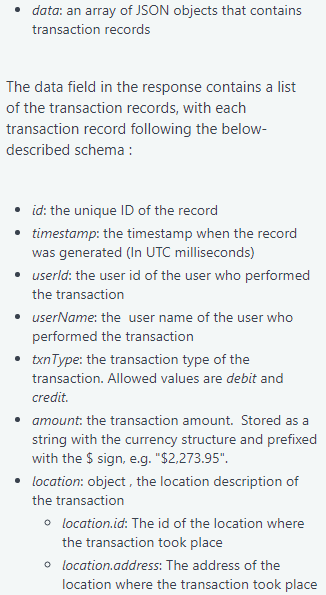 • data: an array of JSON objects that contains
transaction records
The data field in the response contains a list
of the transaction records, with each
transaction record following the below-
described schema :
• id: the unique ID of the record
• timestamp: the timestamp when the record
was generated (In UTC milliseconds)
• userId: the user id of the user who performed
the transaction
• userName: the  user name of the user who
performed the transaction
• txnType: the transaction type of the
transaction. Allowed values are debit and
credit.
• amount: the transaction amount.  Stored as a
string with the currency structure and prefixed
with the $ sign, e.g. "$2,273.95".
• location: object , the location description of
the transaction
○ location.id: The id of the location where
the transaction took place
○ location.address: The address of the
location where the transaction took place